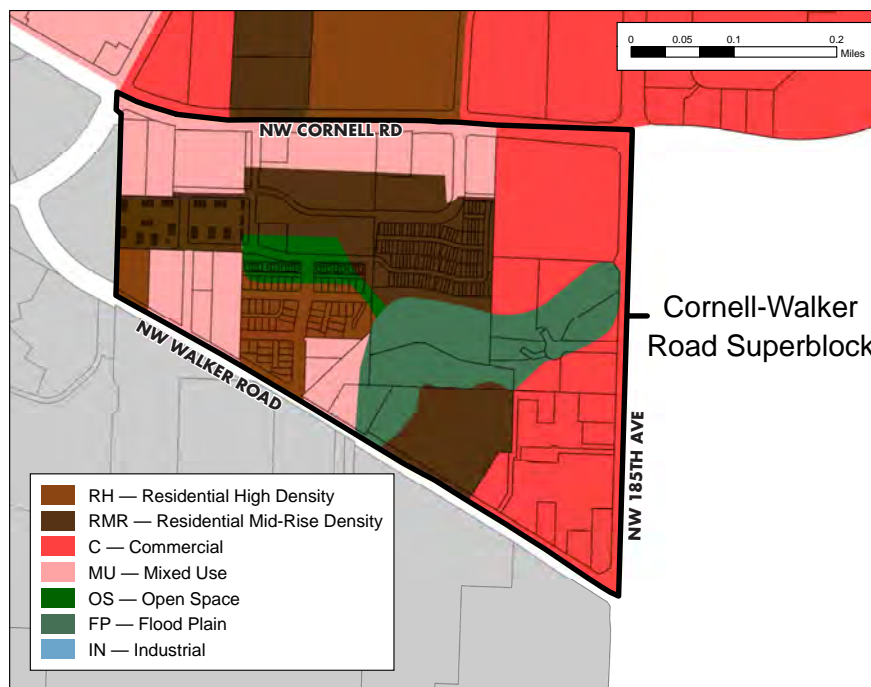 0 0.05 0.1 0.2
Miles
NW CORNELL RD
Cornell-Walker
Road Superblock
NW WALKER ROAD
NW 185TH AVE
RH — Residential High Density
RMR — Residential Mid-Rise Density
C — Commercial
MU — Mixed Use
OS — Open Space
FP — Flood Plain
IN — Industrial